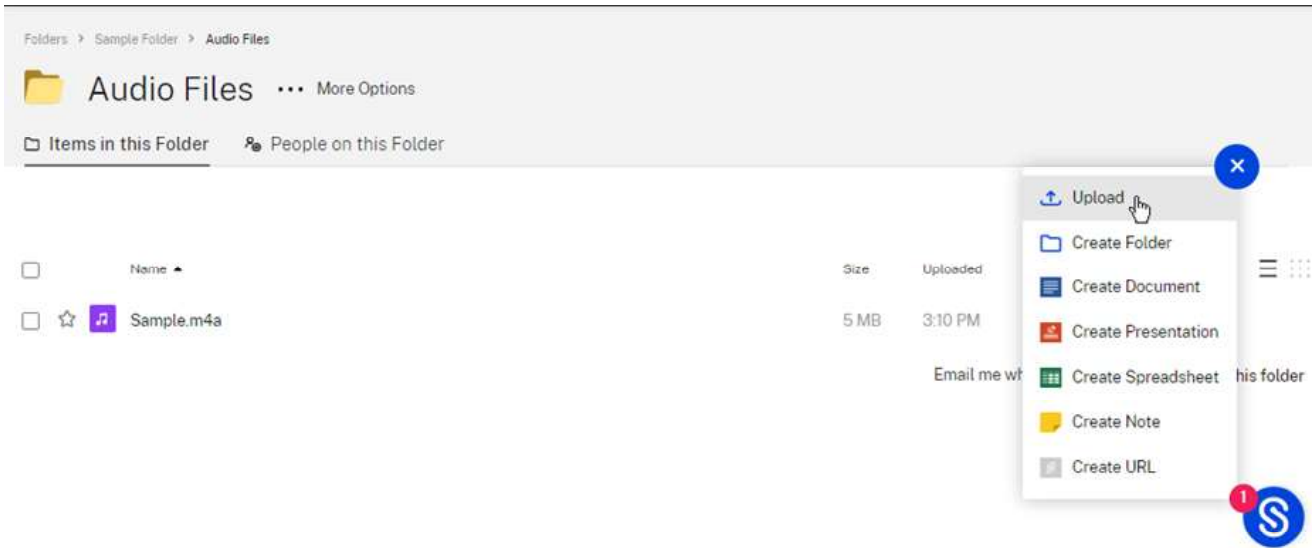 Folders > Sample Folder > Audio Files
Audio Files ••• More Options
Items in this Folder People on this Folder
Upload
Create Folder
Name Size Uploaded
Create Document
Sample.m4a 5 MB 3:10 PM
Create Presentation
Email me wh his folder
Create Spreadsheet
Create Note
Create URL
1
S